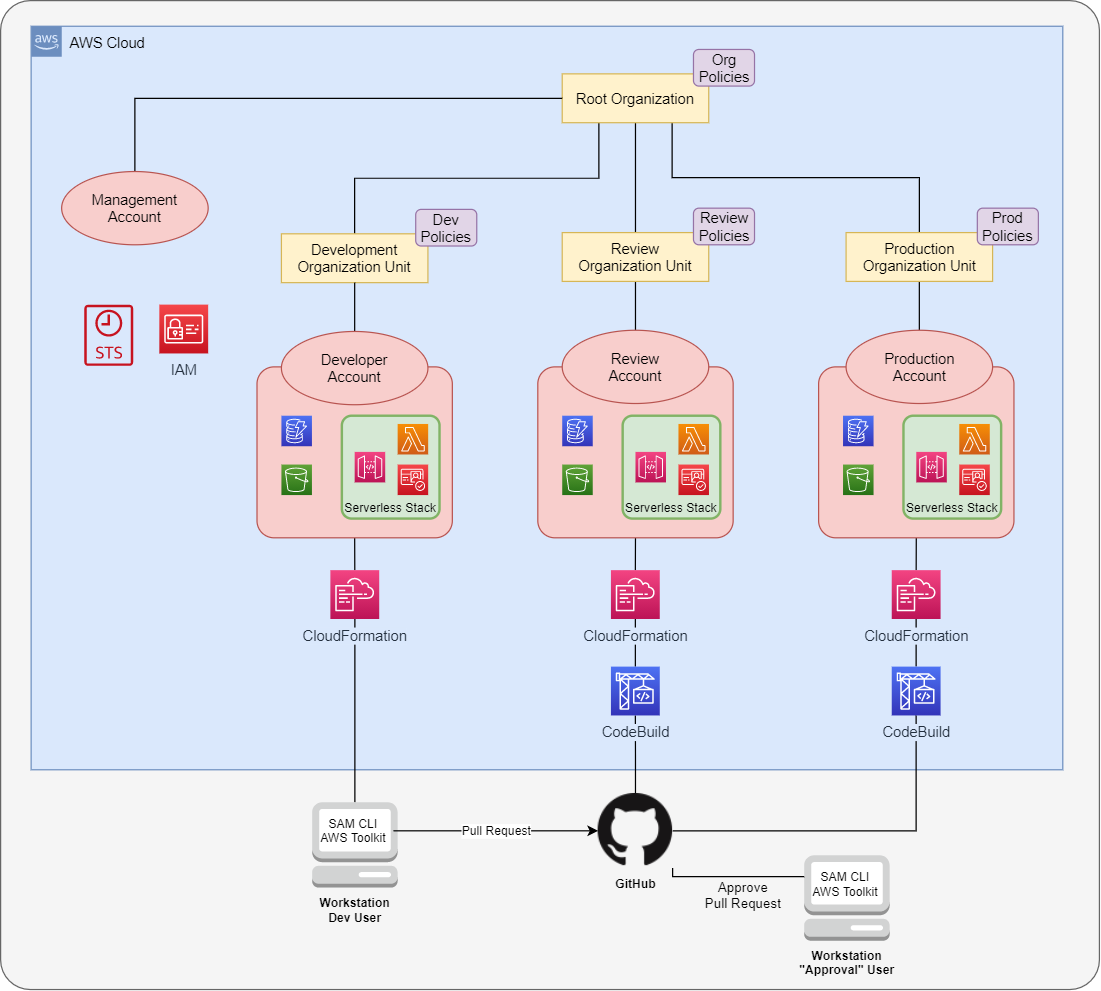 aws
AWS Cloud
Org
Policies
Root Organization
Management
Account
Dev
Policies
Development
Organization Unit
Review
Policies
Review
Organization Unit
Prod
Policies
Production
Organization Unit
STS
IAM
Developer
Account
Serverless Stack
Review
Account
Serverless Stack
Production
Account
Serverless Stack
CloudFormation
CloudFormation
CloudFormation
CodeBuild
CodeBuild
SAM CLI
AWS Toolkit
Workstation
Dev User
Pull Request
GitHub
Approve
Pull Request
SAM CLI
AWS Toolkit
Workstation
"Approval" User